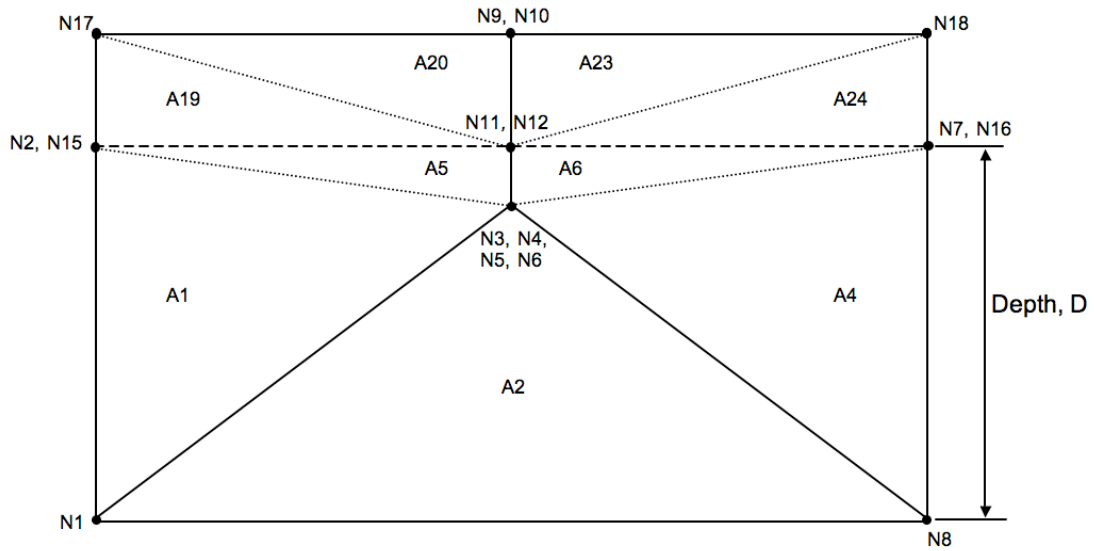 N17
N9, N10
N18
A20
A23
A19
A24
N11, N12
N2, N15
N7, N16
A5
A6
N3, N4,
N5, N6
A1
A4
Depth, D
A2
N1
N8